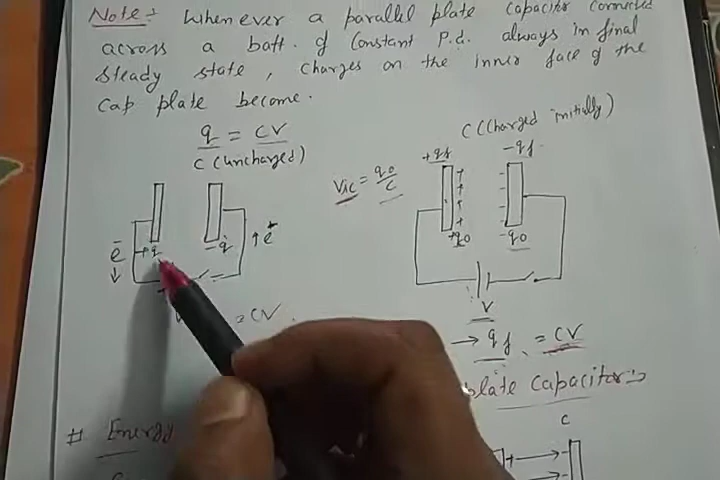 Note:- Whenever a parallel plate capacitor connected
across a batt. of Constant P.d. always in final
steady state, charges on the inner face of the
cap plate become.
q = CV
C (uncharged)
C (Charged initially)
Vic = q0/C
+qf -qf
+q -q
+q0 -q0
e
e
V
= CV
→ qf = CV
plate Capacitor:-
# Energy
C